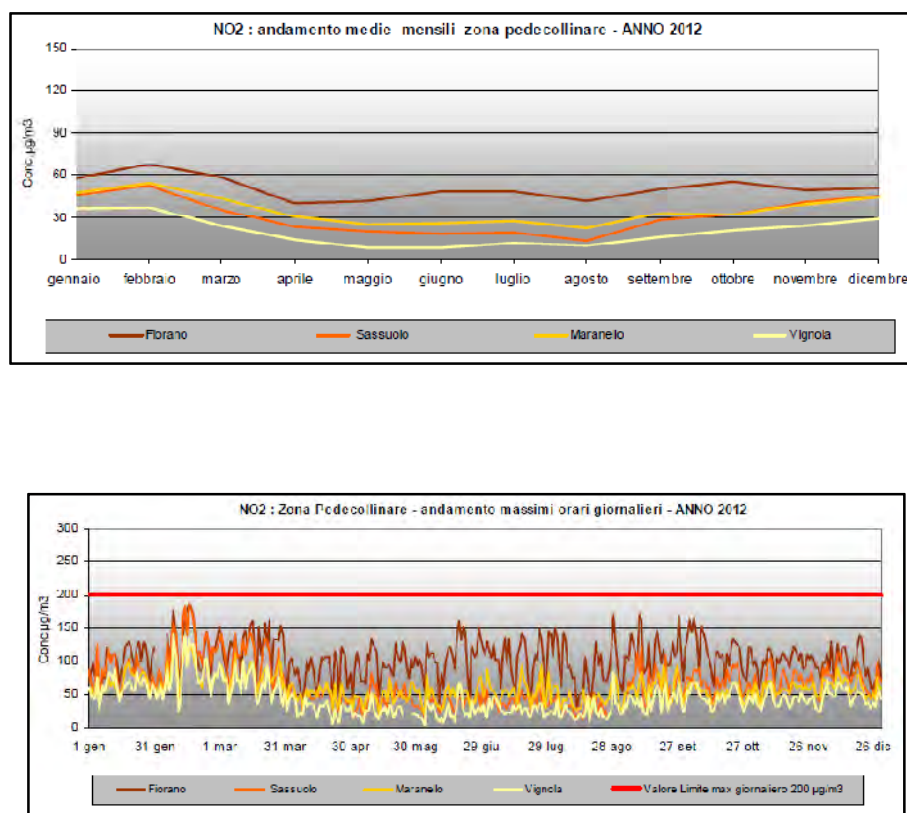 NO2 : andamento medie mensili zona pedecollinare - ANNO 2012
150
120
90
60
30
0
Conc.µg/m3
gennaio febbraio marzo aprile maggio giugno luglio agosto settembre ottobre novembre dicembre
Fiorano Sassuolo Maranello Vignola
NO2 : Zona Pedecollinare - andamento massimi orari giornalieri - ANNO 2012
300
250
200
150
100
50
0
Conc.µg/m3
1 gen 31 gen 1 mar 31 mar 30 apr 30 mag 29 giu 29 lug 28 ago 27 set 27 ott 26 nov 26 dic
Fiorano Sassuolo Maranello Vignola Valore Limite max giornaliero 200 µg/m3